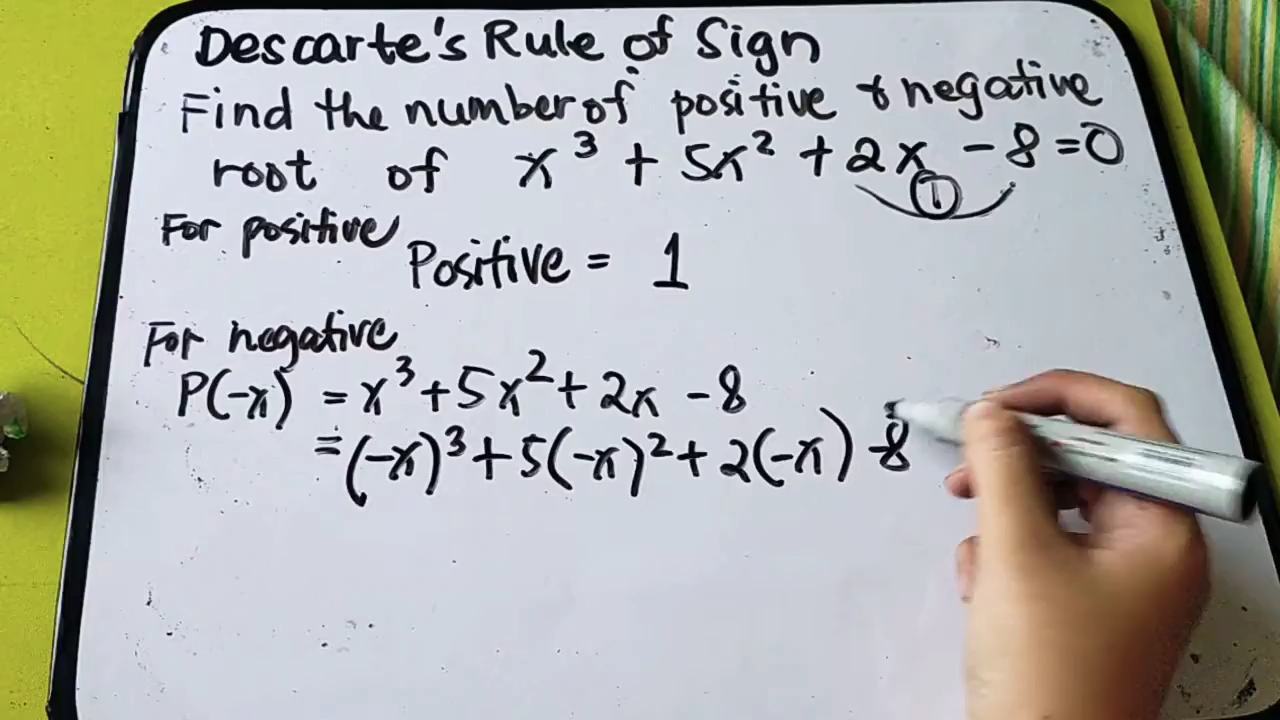 Descarte's Rule of Sign
Find the number of positive & negative
root of x³ + 5x² + 2x - 8 = 0
1
For positive
Positive = 1
For negative
P(-x) = x³ + 5x² + 2x - 8
= (-x)³ + 5(-x)² + 2(-x) - 8